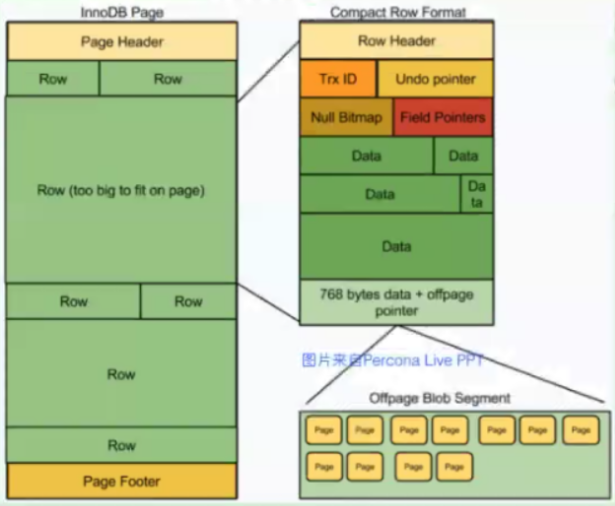 InnoDB Page
Page Header
Row Row
Row (too big to fit on page)
Row Row
Row
Row
Page Footer
Compact Row Format
Row Header
Trx ID Undo pointer
Null Bitmap Field Pointers
Data Data
Data Da
ta
Data
768 bytes data + offpage
pointer
图片来自Percona Live PPT
Offpage Blob Segment
Page Page Page Page Page Page Page
Page Page Page Page